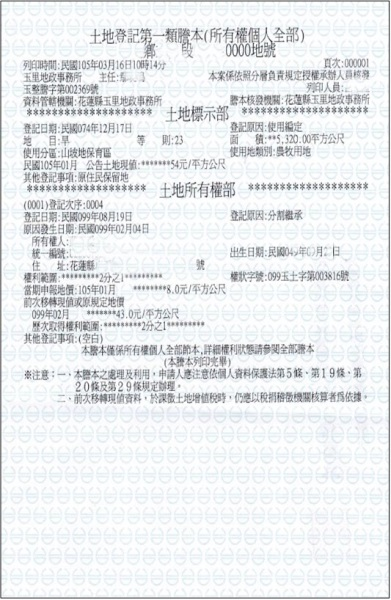 土地登記第一類謄本(所有權個人全部)
鄉 段 0000地號
列印時間:民國105年03月16日10時14分 頁次:000001
玉里地政事務所 主任: 本案係依照分層負責規定授權承辦人員核發
玉整謄字第002369號 列印人員:
資料管轄機關:花蓮縣玉里地政事務所 謄本核發機關:花蓮縣玉里地政事務所
******************* 土地標示部 *******************
登記日期:民國074年12月17日 登記原因:使用編定
地 目:旱 等 則:23 面 積:**5,320.00平方公尺
使用分區:山坡地保育區 使用地類別:農牧用地
民國105年01月 公告土地現值:*******54元/平方公尺
其他登記事項:原住民保留地
******************* 土地所有權部 *******************
(0001)登記次序:0004
登記日期:民國099年08月19日 登記原因:分割繼承
原因發生日期:民國099年02月04日
所有權人:
統一編號: 出生日期:民國04 年 月 日
住 址:花蓮縣 號
權利範圍:*********2分之1********* 權狀字號:099玉土字第003816號
當期申報地價:105年01月 *******8.0元/平方公尺
前次移轉現值或原規定地價
099年02月 ******43.0元/平方公尺
歷次取得權利範圍:*********2分之1*********
其他登記事項:(空白)
本謄本僅係所有權個人全部節本,詳細權利狀態請參閱全部謄本
(本謄本列印完畢)
※注意:一、本謄本之處理及利用,申請人應注意依個人資料保護法第5條、第19條、第
20條及第29條規定辦理。
二、前次移轉現值資料,於課徵土地增值稅時,仍應以稅捐稽徵機關核算者為依據。